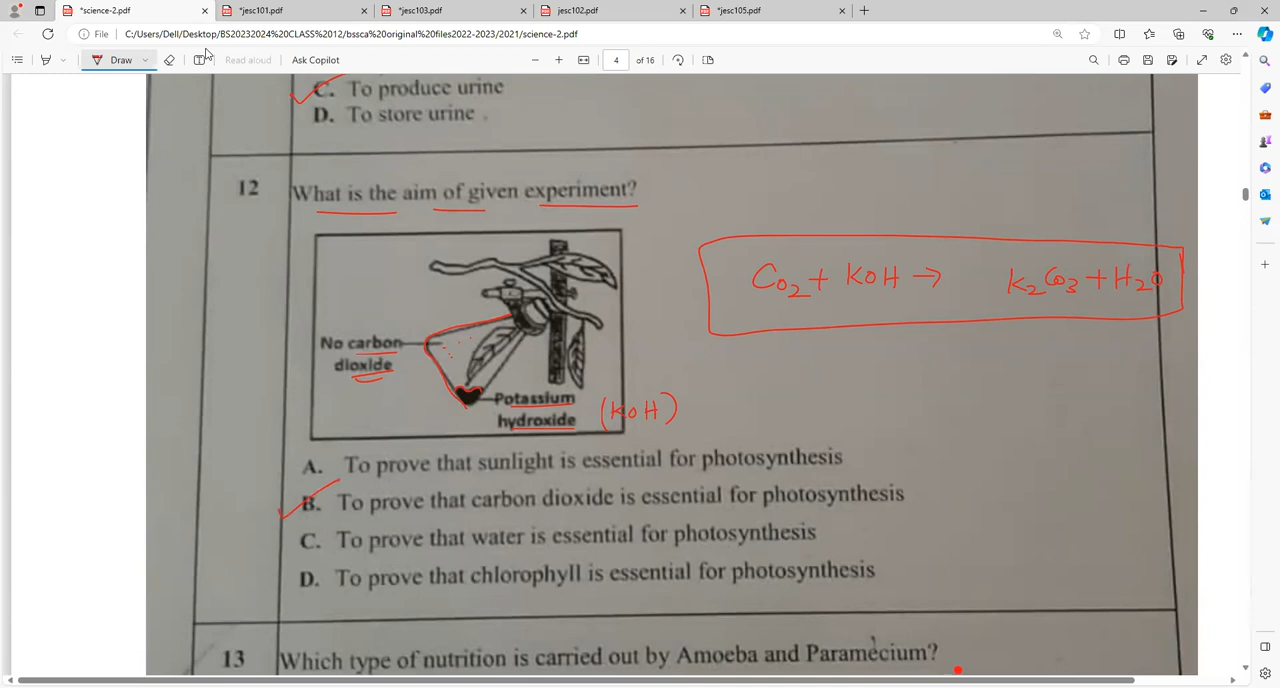 *science-2.pdf
*jesc101.pdf
*jesc103.pdf
jesc102.pdf
*jesc105.pdf
File
C:/Users/Dell/Desktop/BS20232024%20CLASS%2012/bssca%20original%20files2022-2023/2021/science-2.pdf
Draw
Read aloud
Ask Copilot
4 of 16
C. To produce urine
D. To store urine
12 What is the aim of given experiment?
CO2 + KOH → K2CO3 + H2O
No carbon
dioxide
Potassium
hydroxide
(KOH)
A. To prove that sunlight is essential for photosynthesis
B. To prove that carbon dioxide is essential for photosynthesis
C. To prove that water is essential for photosynthesis
D. To prove that chlorophyll is essential for photosynthesis
13 Which type of nutrition is carried out by Amoeba and Paramecium?